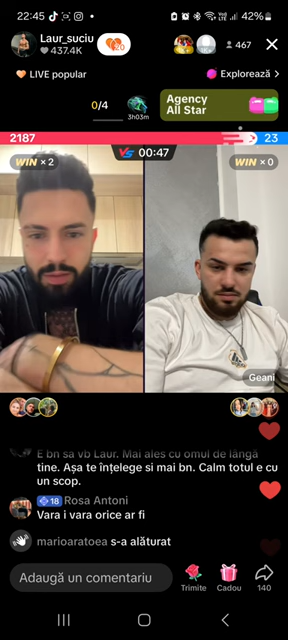 22:45
42%
Laur_suciu
437.4K
20
467
LIVE popular
Explorează
0/4
3h03m
Agency
All Star
2187
23
WIN × 2
VS 00:47
WIN × 0
Geani
E bn sa vb Laur. Mai ales cu omul de lângă
tine. Așa te înțelege si mai bn. Calm totul e cu
un scop.
18 Rosa Antoni
Vara i vara orice ar fi
marioaratoea s-a alăturat
Adaugă un comentariu
Trimite
Cadou
140